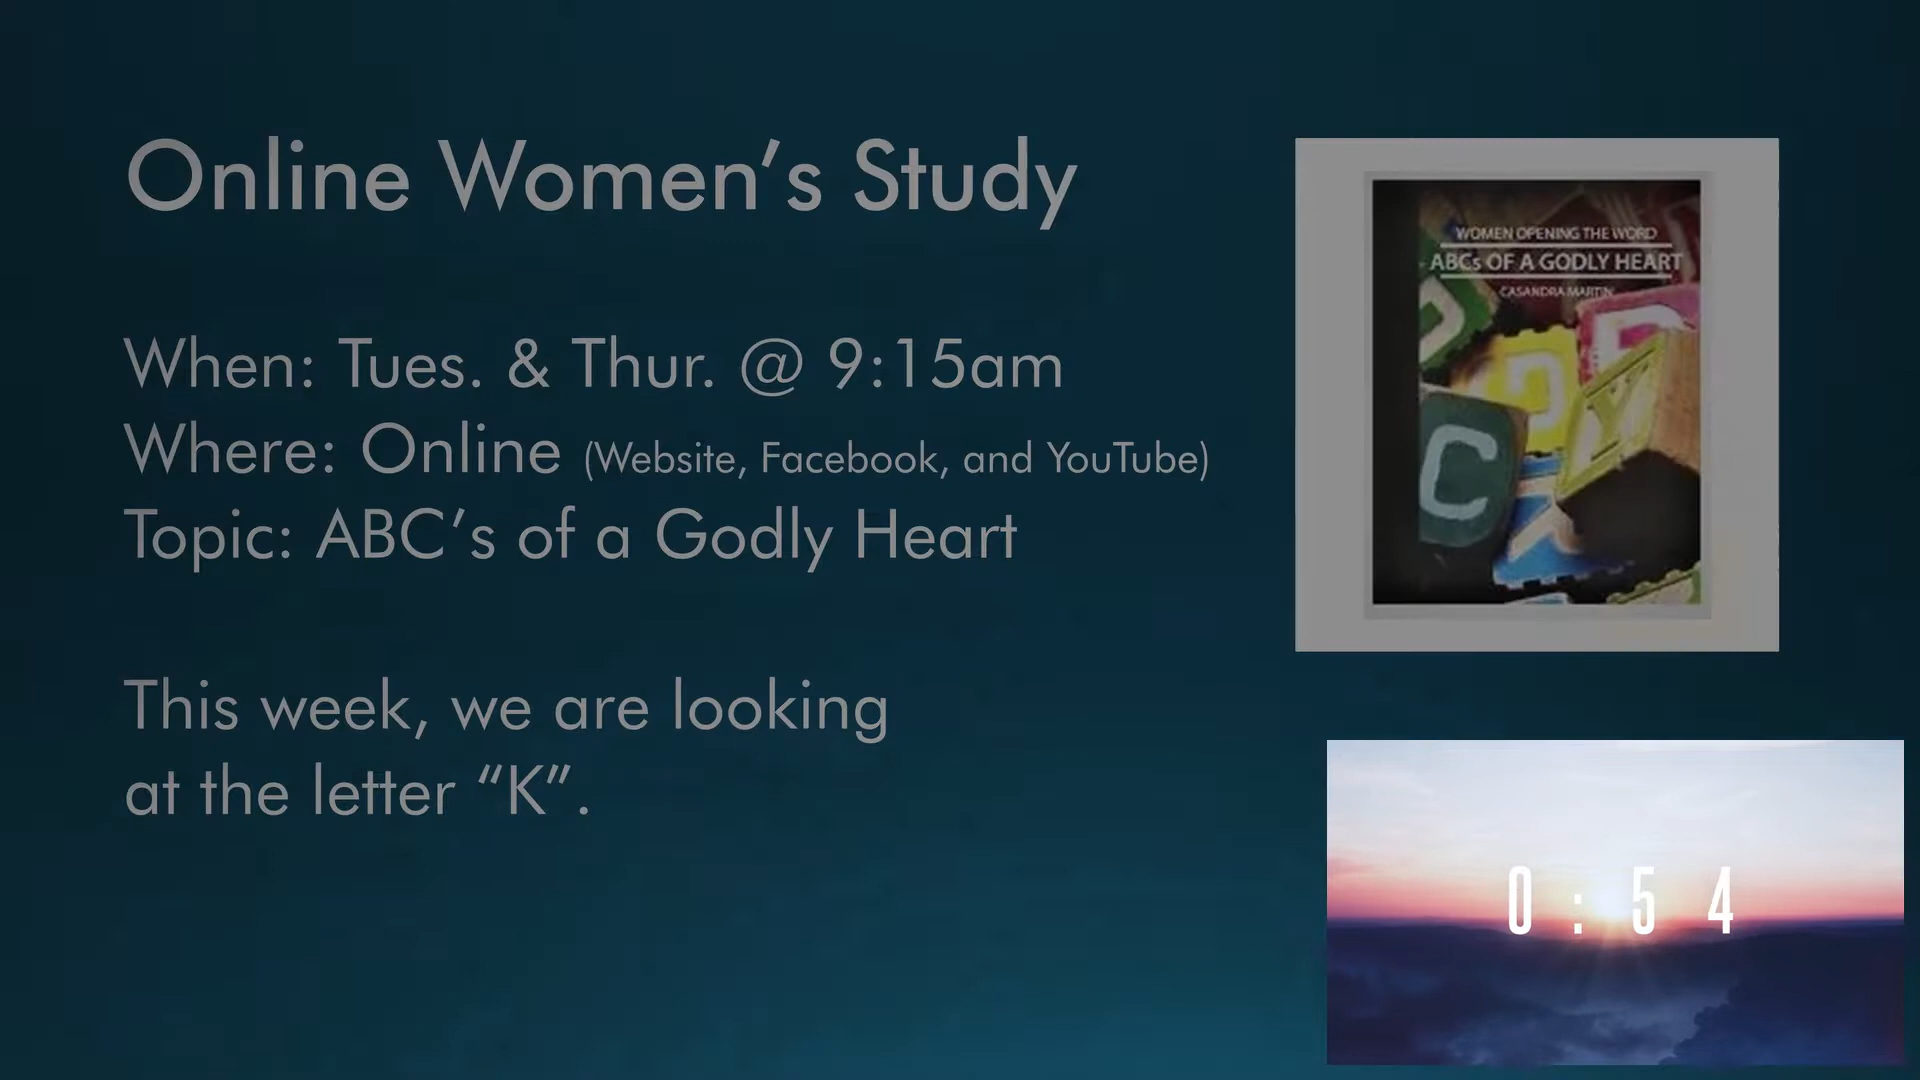 Online Women’s Study
When: Tues. & Thur. @ 9:15am
Where: Online (Website, Facebook, and YouTube)
Topic: ABC’s of a Godly Heart
This week, we are looking
at the letter “K”.
WOMEN OPENING THE WORD
ABCs OF A GODLY HEART
CASANDRA MARTIN
C
0:54